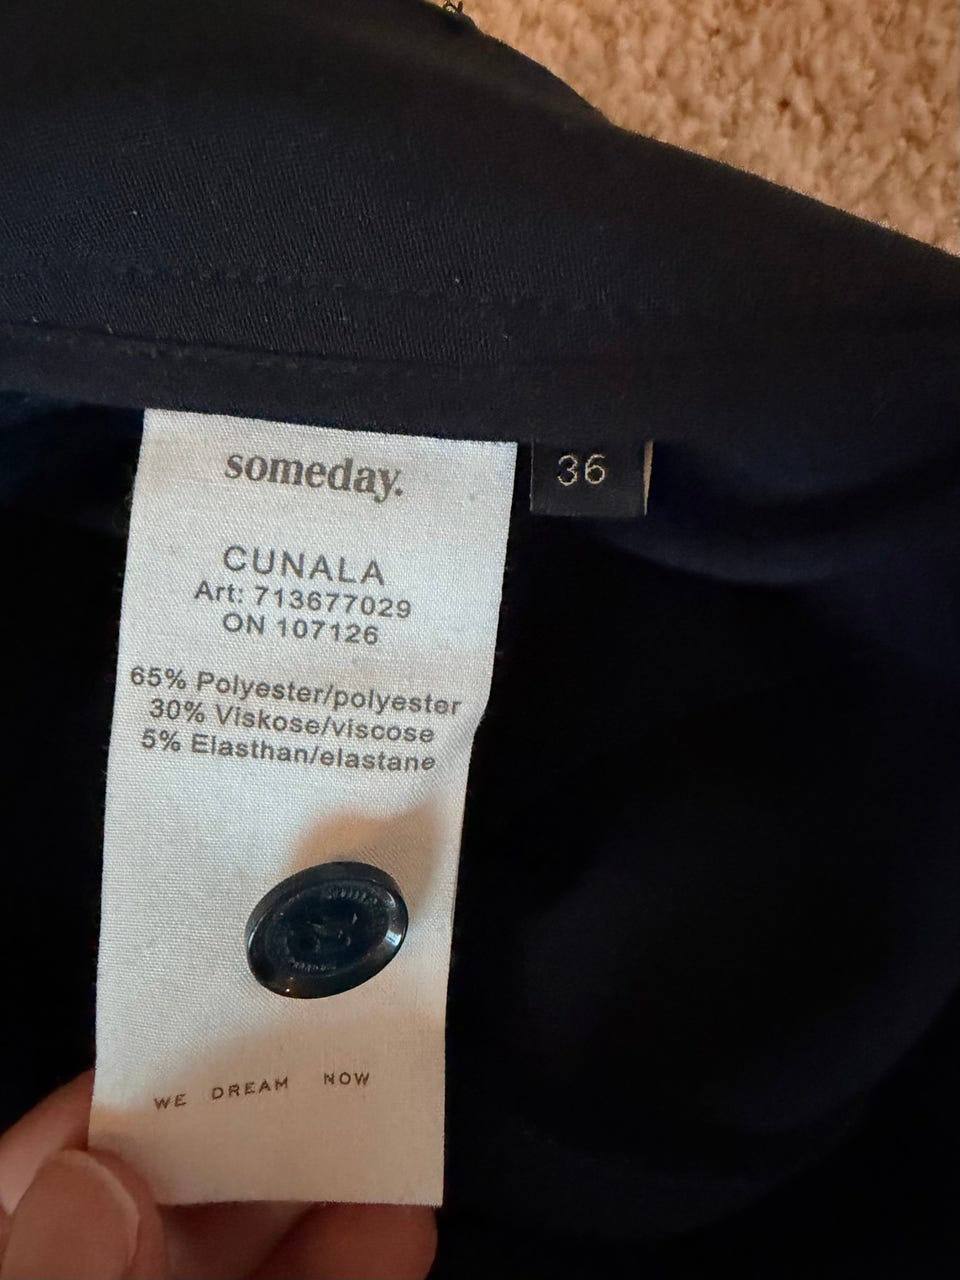 someday.
36
CUNALA
Art: 713677029
ON 107126
65% Polyester/polyester
30% Viskose/viscose
5% Elasthan/elastane
WE DREAM NOW